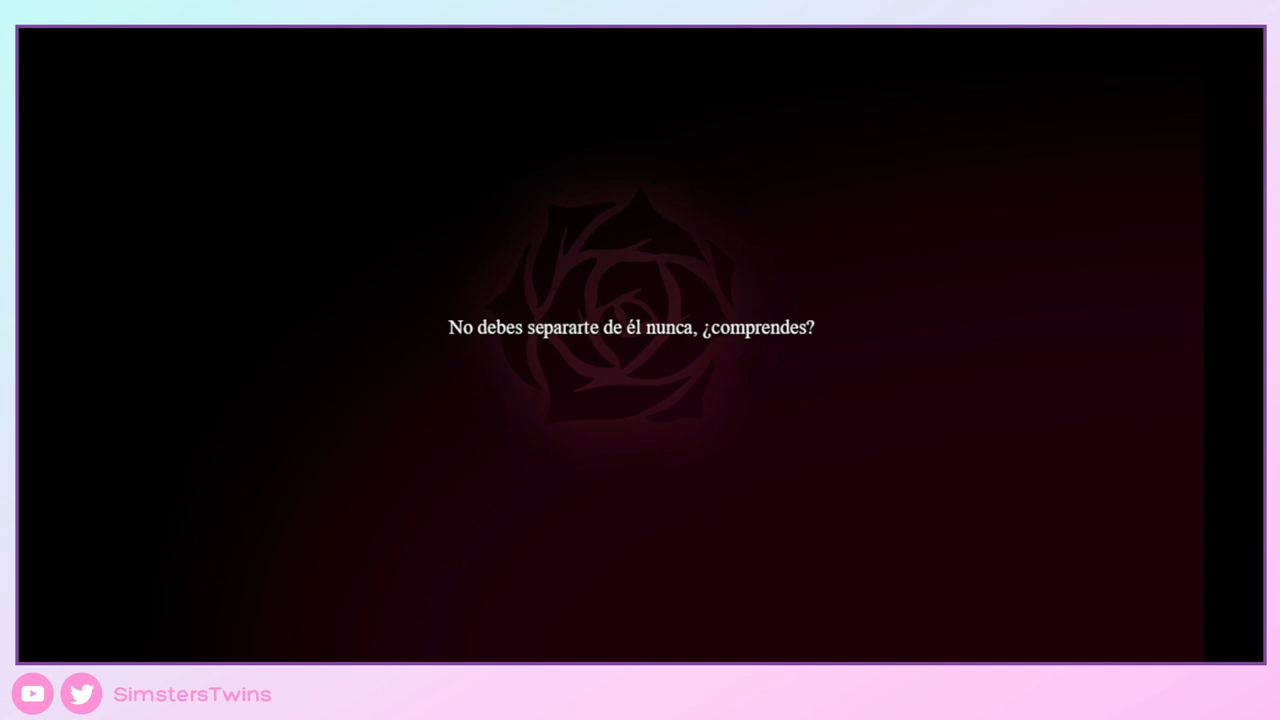 No debes separarte de él nunca, ¿comprendes?
SimstersTwins